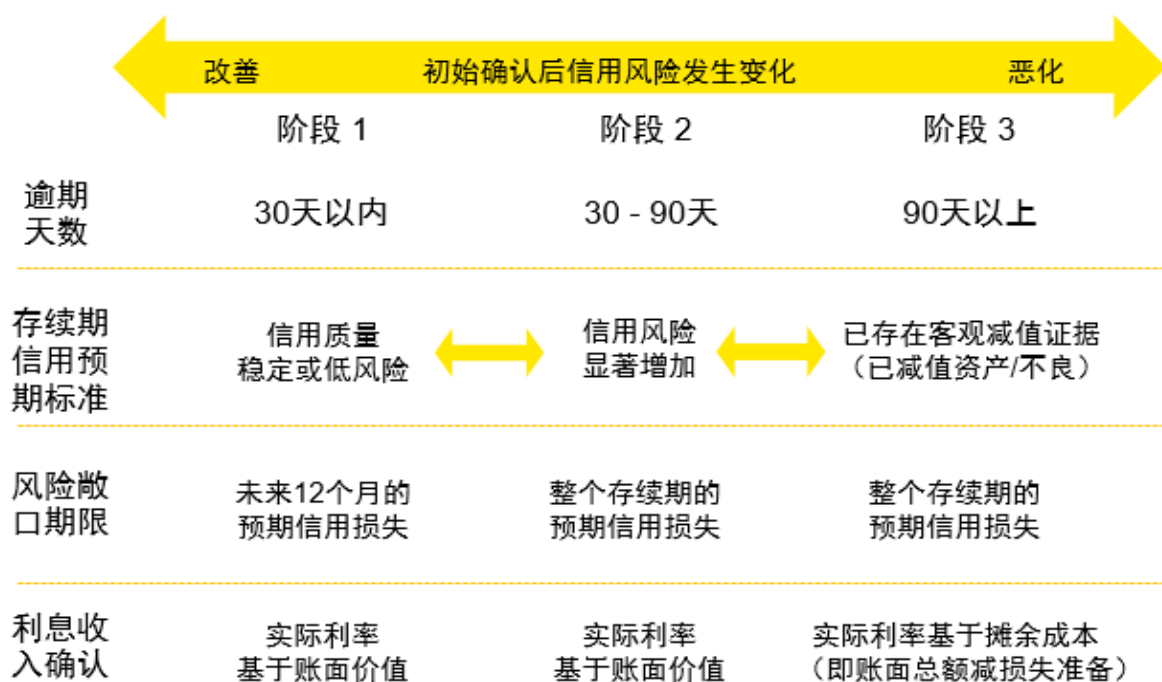 改善 初始确认后信用风险发生变化 恶化
阶段 1 阶段 2 阶段 3
逾期
天数
30天以内 30 - 90天 90天以上
存续期
信用预
期标准
信用质量
稳定或低风险
信用风险
显著增加
已存在客观减值证据
（已减值资产/不良）
风险敞
口期限
未来12个月的
预期信用损失
整个存续期的
预期信用损失
整个存续期的
预期信用损失
利息收
入确认
实际利率
基于账面价值
实际利率
基于账面价值
实际利率基于摊余成本
（即账面总额减损失准备）